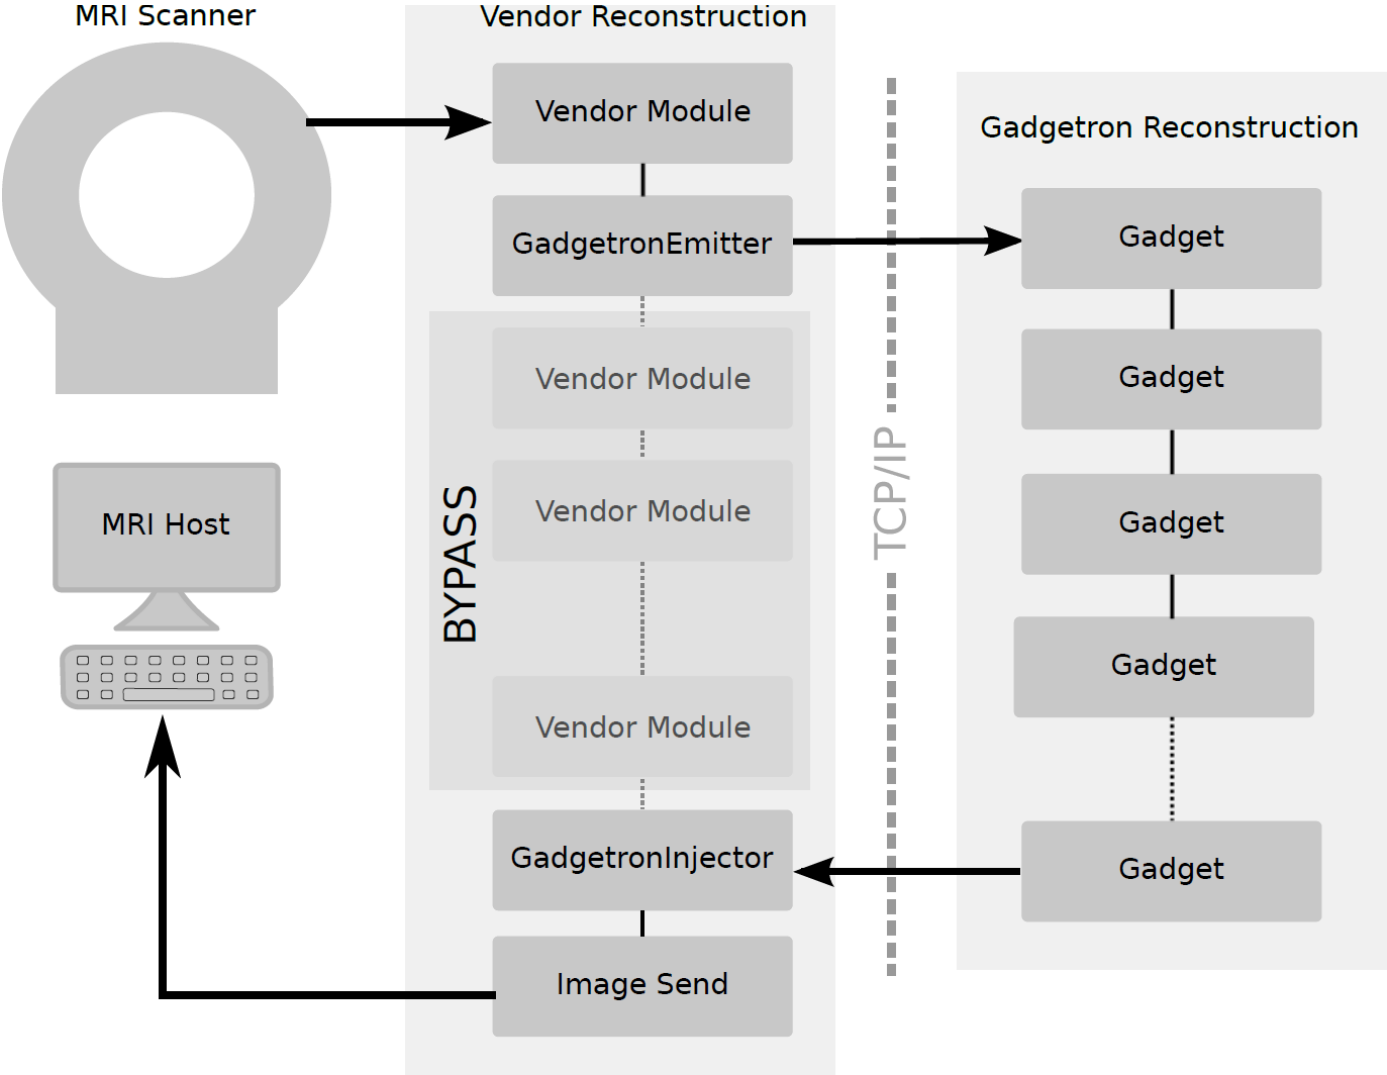 MRI Scanner
Vendor Reconstruction
Vendor Module
Gadgetron Reconstruction
GadgetronEmitter
Gadget
Vendor Module
Gadget
TCP/IP
Vendor Module
MRI Host
Gadget
BYPASS
Gadget
Vendor Module
GadgetronInjector
Gadget
Image Send